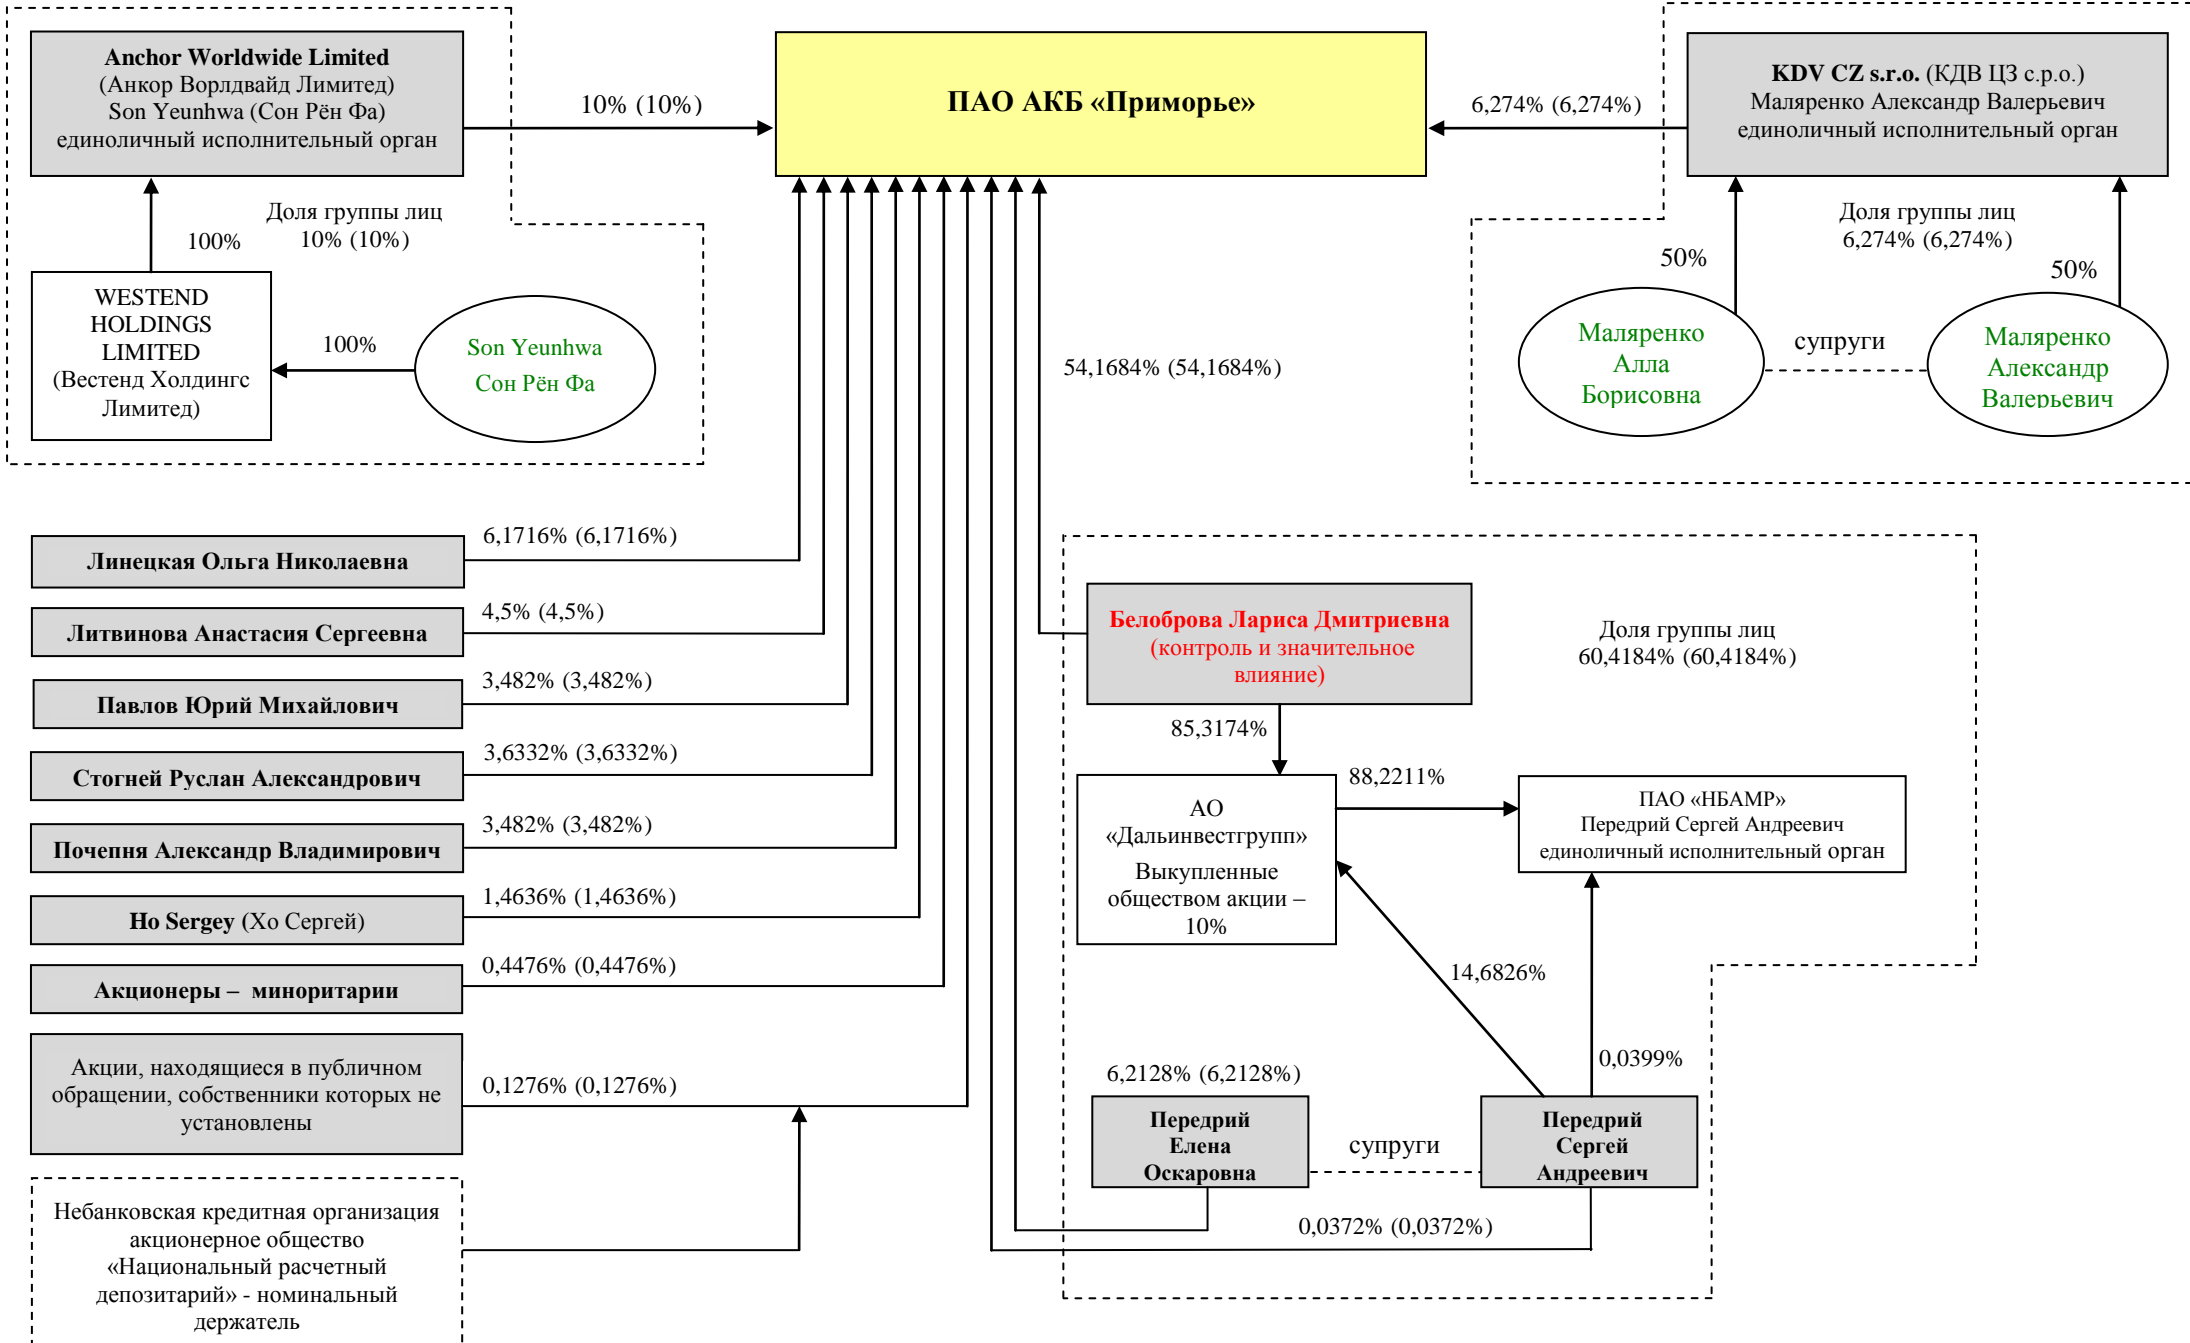 Anchor Worldwide Limited
(Анкор Ворлдвайд Лимитед)
Son Yeunhwa (Сон Рён Фа)
единоличный исполнительный орган
10% (10%)
ПАО АКБ «Приморье»
6,274% (6,274%)
KDV CZ s.r.o. (КДВ ЦЗ с.р.о.)
Маляренко Александр Валерьевич
единоличный исполнительный орган
100%
Доля группы лиц
10% (10%)
WESTEND
HOLDINGS
LIMITED
(Вестенд Холдингс
Лимитед)
100%
Son Yeunhwa
Сон Рён Фа
54,1684% (54,1684%)
Доля группы лиц
6,274% (6,274%)
50%
50%
Маляренко
Алла
Борисовна
супруги
Маляренко
Александр
Валерьевич
Линецкая Ольга Николаевна
6,1716% (6,1716%)
Литвинова Анастасия Сергеевна
4,5% (4,5%)
Павлов Юрий Михайлович
3,482% (3,482%)
Стогней Руслан Александрович
3,6332% (3,6332%)
Почепня Александр Владимирович
3,482% (3,482%)
Ho Sergey (Хо Сергей)
1,4636% (1,4636%)
Акционеры – миноритарии
0,4476% (0,4476%)
Акции, находящиеся в публичном
обращении, собственники которых не
установлены
0,1276% (0,1276%)
Небанковская кредитная организация
акционерное общество
«Национальный расчетный
депозитарий» - номинальный
держатель
Белоброва Лариса Дмитриевна
(контроль и значительное
влияние)
Доля группы лиц
60,4184% (60,4184%)
85,3174%
АО
«Дальинвестгрупп»
Выкупленные
обществом акции –
10%
88,2211%
ПАО «НБАМР»
Передрий Сергей Андреевич
единоличный исполнительный орган
14,6826%
0,0399%
6,2128% (6,2128%)
Передрий
Елена
Оскаровна
супруги
Передрий
Сергей
Андреевич
0,0372% (0,0372%)